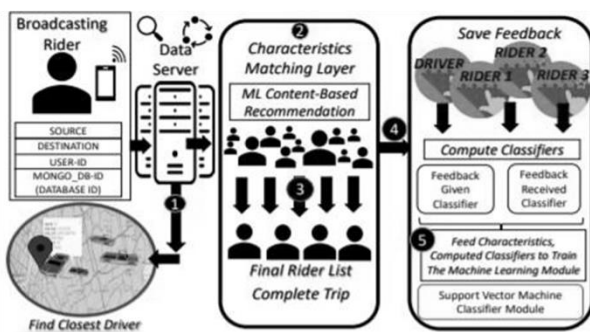 Broadcasting
Rider
SOURCE
DESTINATION
USER-ID
MONGO_DB-ID
(DATABASE ID)
Data
Server
1
Find Closest Driver
2
Characteristics
Matching Layer
ML Content-Based
Recommendation
3
Final Rider List
Complete Trip
4
Save Feedback
DRIVER
RIDER 1
RIDER 2
RIDER 3
Compute Classifiers
Feedback
Given
Classifier
Feedback
Received
Classifier
5
Feed Characteristics,
Computed Classifiers to Train
The Machine Learning Module
Support Vector Machine
Classifier Module